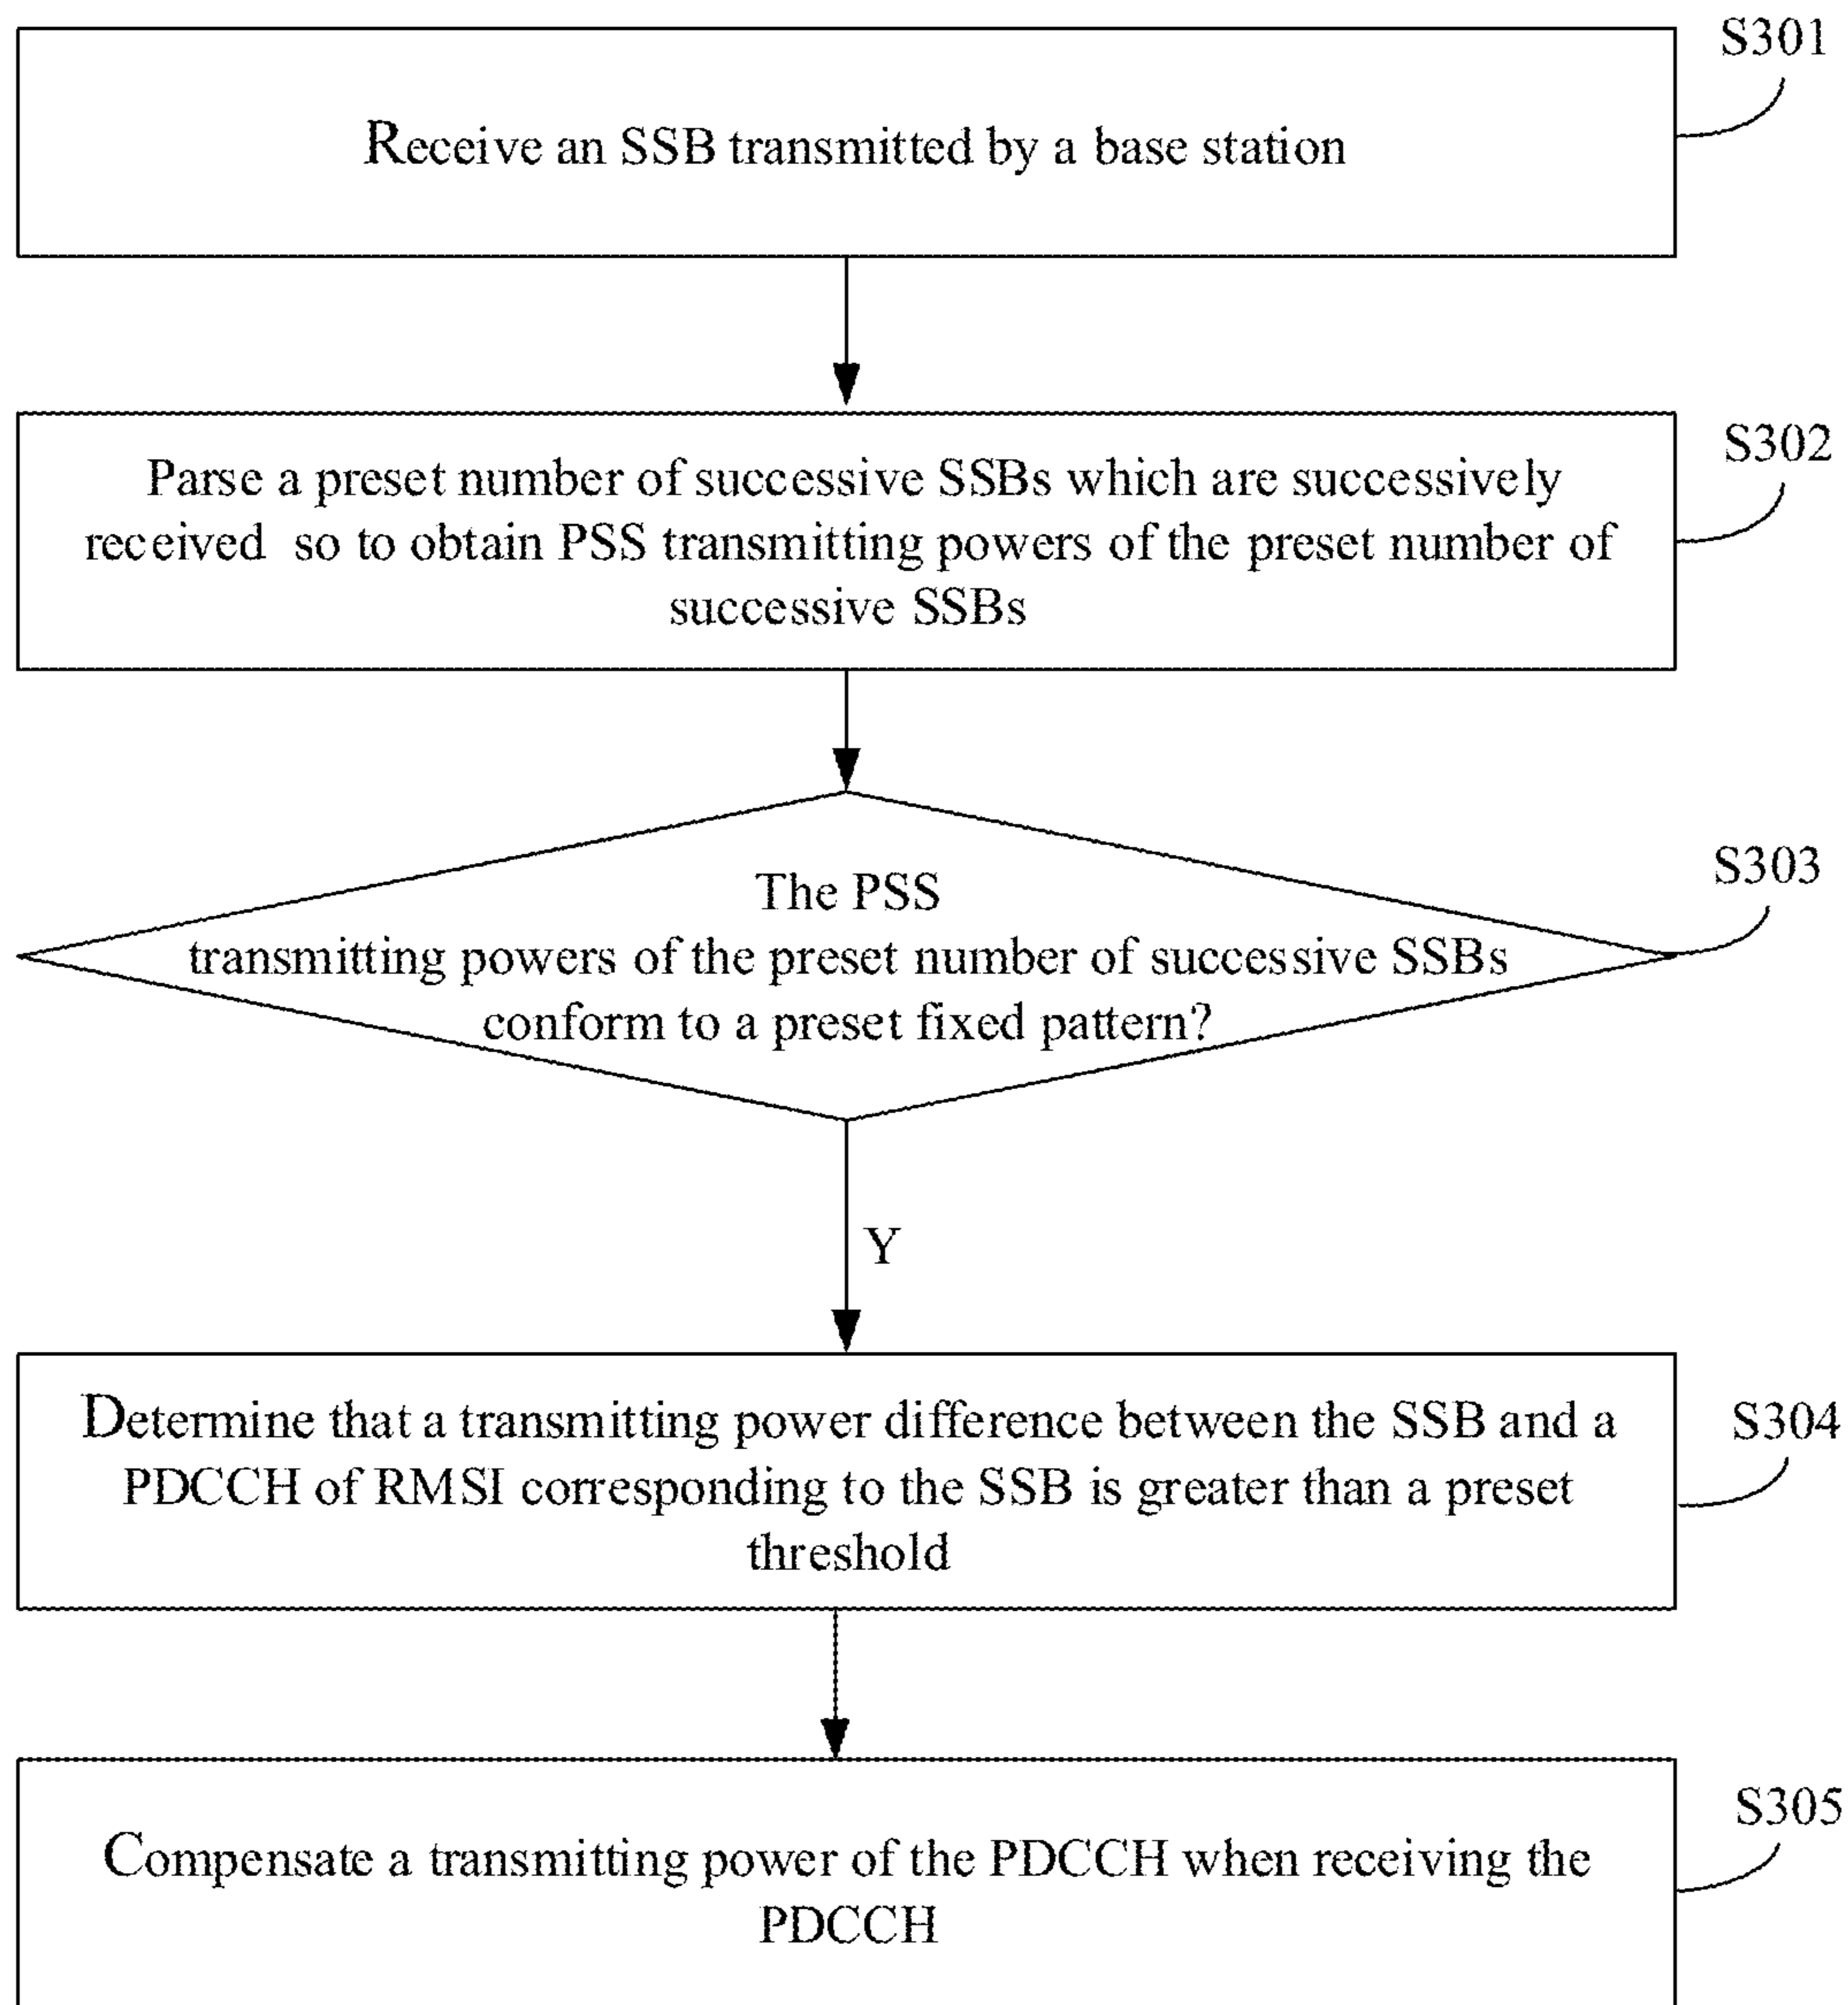 S301
Receive an SSB transmitted by a base station
S302
Parse a preset number of successive SSBs which are successively
received so to obtain PSS transmitting powers of the preset number of
successive SSBs
S303
The PSS
transmitting powers of the preset number of successive SSBs
conform to a preset fixed pattern?
Y
Determine that a transmitting power difference between the SSB and a
PDCCH of RMSI corresponding to the SSB is greater than a preset
threshold
S304
Compensate a transmitting power of the PDCCH when receiving the
PDCCH
S305